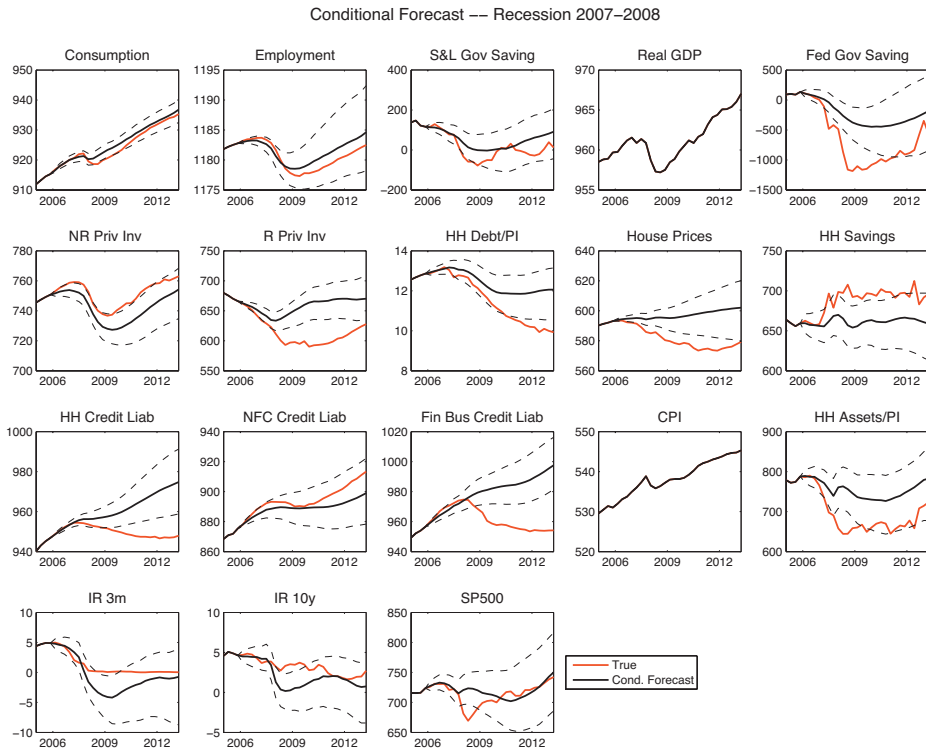 Conditional Forecast −− Recession 2007−2008
Consumption
950
940
930
920
910
2006 2009 2012
Employment
1195
1185
1175
2006 2009 2012
S&L Gov Saving
400
200
0
−200
2006 2009 2012
Real GDP
970
965
960
955
2006 2009 2012
Fed Gov Saving
500
0
−500
−1000
−1500
2006 2009 2012
NR Priv Inv
780
760
740
720
700
2006 2009 2012
R Priv Inv
750
700
650
600
550
2006 2009 2012
HH Debt/PI
14
12
10
8
2006 2009 2012
House Prices
640
620
600
580
560
2006 2009 2012
HH Savings
750
700
650
600
2006 2009 2012
HH Credit Liab
1000
980
960
940
2006 2009 2012
NFC Credit Liab
940
920
900
880
860
2006 2009 2012
Fin Bus Credit Liab
1020
1000
980
960
940
2006 2009 2012
CPI
550
540
530
520
2006 2009 2012
HH Assets/PI
900
800
700
600
2006 2009 2012
IR 3m
10
5
0
−5
−10
2006 2009 2012
IR 10y
10
5
0
−5
2006 2009 2012
SP500
850
800
750
700
650
2006 2009 2012
True
Cond. Forecast